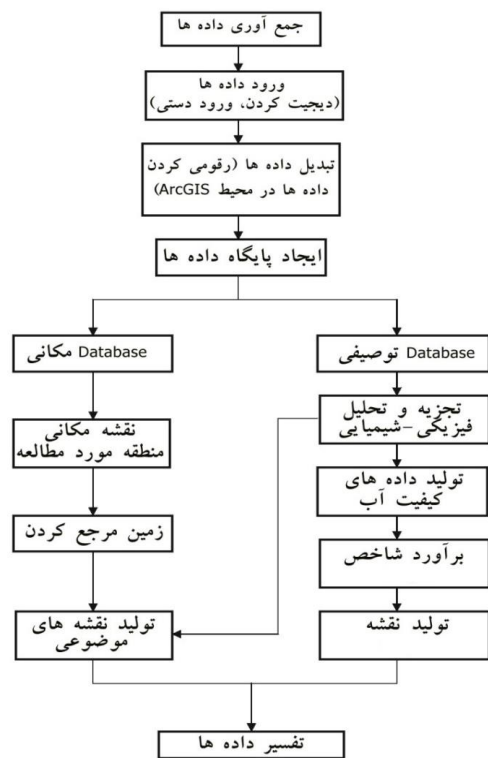 جمع آوری داده ها
ورود داده ها
(دیجیت کردن، ورود دستی)
تبدیل داده ها (رقومی کردن
داده ها در محیط ArcGIS)
ایجاد پایگاه داده ها
Database توصیفی
تجزیه و تحلیل
فیزیکی-شیمیایی
تولید داده های
کیفیت آب
برآورد شاخص
تولید نقشه
Database مکانی
نقشه مکانی
منطقه مورد مطالعه
زمین مرجع کردن
تولید نقشه های
موضوعی
تفسیر داده ها